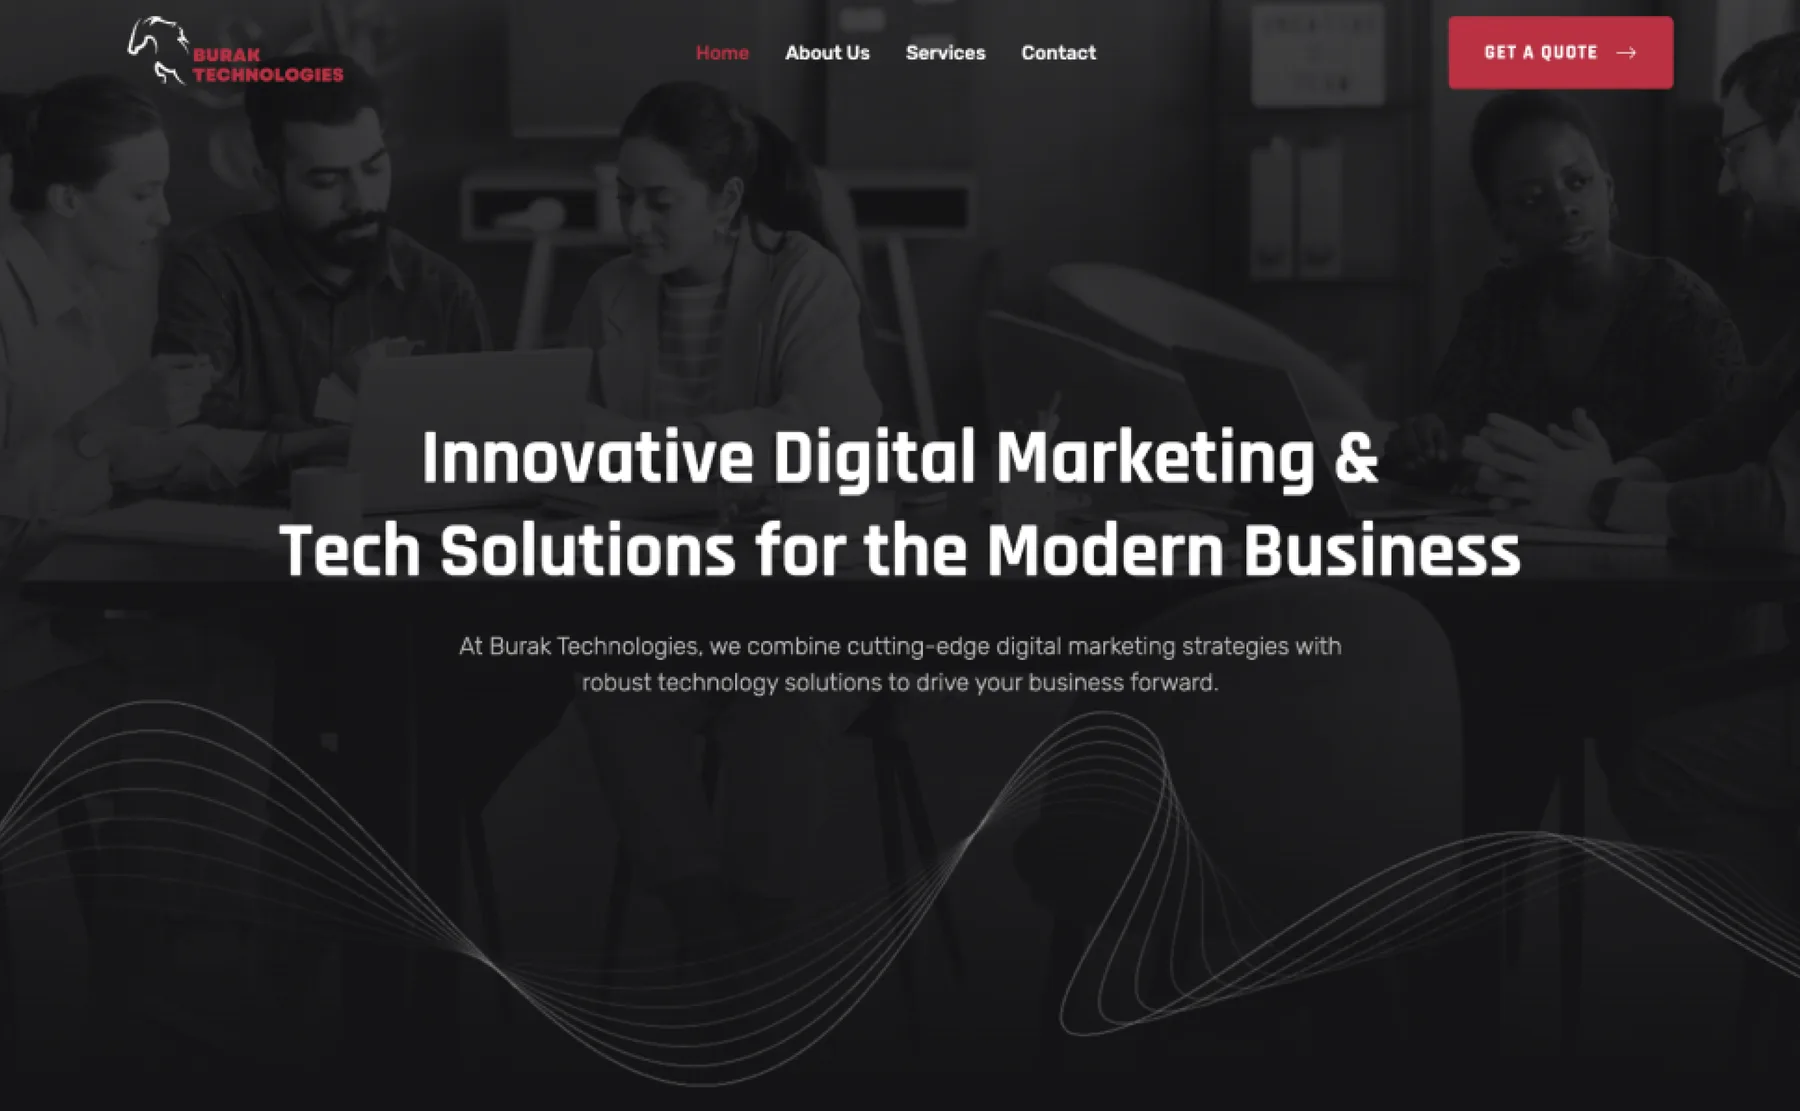 BURAK
TECHNOLOGIES
Home About Us Services Contact
GET A QUOTE →
Innovative Digital Marketing &
Tech Solutions for the Modern Business
At Burak Technologies, we combine cutting-edge digital marketing strategies with
robust technology solutions to drive your business forward.